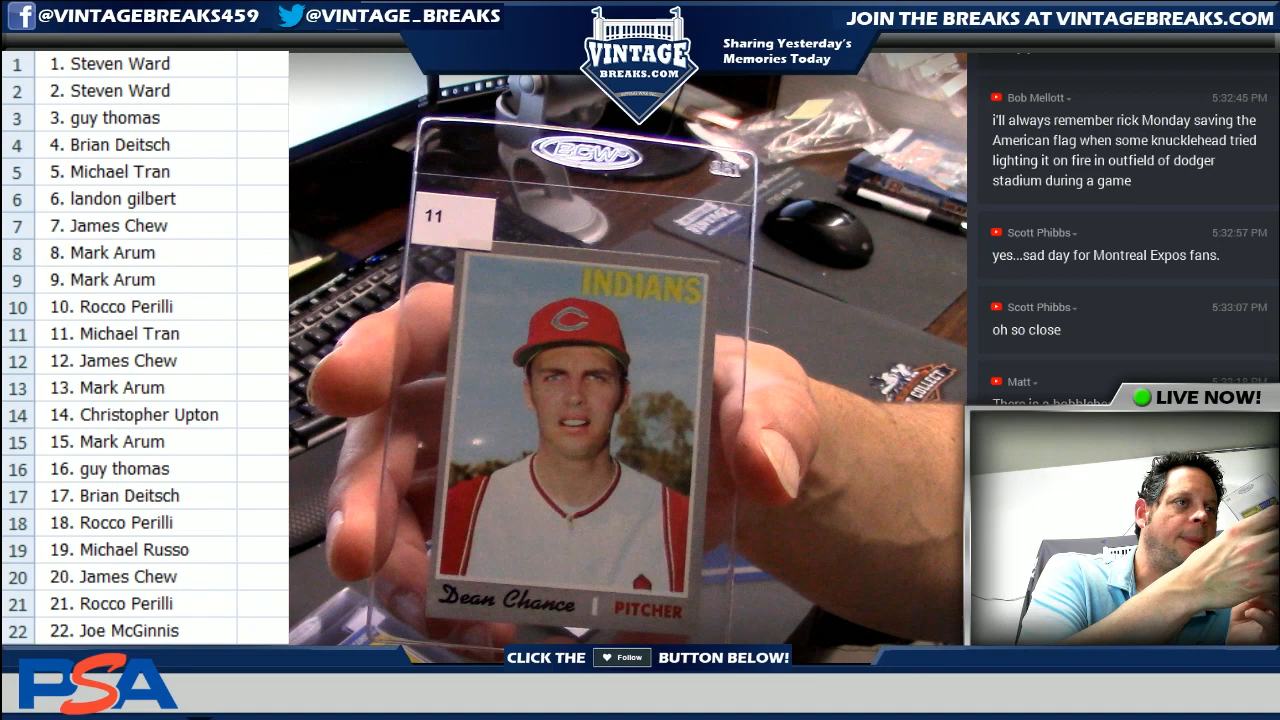 @VINTAGEBREAKS459
@VINTAGE_BREAKS
VINTAGE
BREAKS.COM
Sharing Yesterday's
Memories Today
JOIN THE BREAKS AT VINTAGEBREAKS.COM
1 1. Steven Ward
2 2. Steven Ward
3 3. guy thomas
4 4. Brian Deitsch
5 5. Michael Tran
6 6. landon gilbert
7 7. James Chew
8 8. Mark Arum
9 9. Mark Arum
10 10. Rocco Perilli
11 11. Michael Tran
12 12. James Chew
13 13. Mark Arum
14 14. Christopher Upton
15 15. Mark Arum
16 16. guy thomas
17 17. Brian Deitsch
18 18. Rocco Perilli
19 19. Michael Russo
20 20. James Chew
21 21. Rocco Perilli
22 22. Joe McGinnis
BCW
11
INDIANS
C
Dean Chance
PITCHER
VINTAGE
COLLECT
Bob Mellott 5:32:45 PM
i'll always remember rick Monday saving the
American flag when some knucklehead tried
lighting it on fire in outfield of dodger
stadium during a game
Scott Phibbs 5:32:57 PM
yes...sad day for Montreal Expos fans.
Scott Phibbs 5:33:07 PM
oh so close
Matt
LIVE NOW!
CLICK THE Follow BUTTON BELOW!
PSA